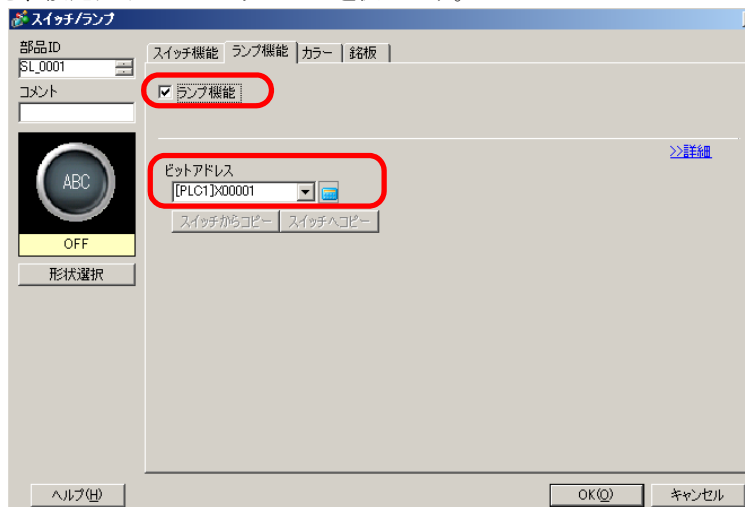 スイッチ/ランプ
部品ID
SL_0001
コメント
スイッチ機能 ランプ機能 カラー 銘板
ランプ機能
>>詳細
ABC
OFF
形状選択
ビットアドレス
[PLC1]X00001
スイッチからコピー スイッチへコピー
ヘルプ(H) OK(O) キャンセル